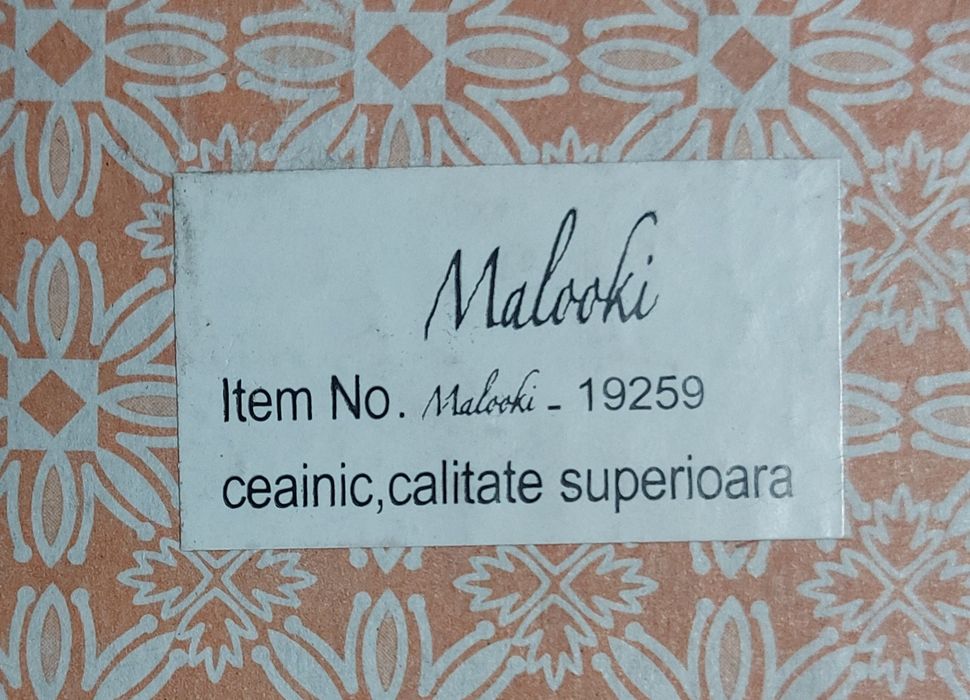 Malooki
Item No. Malooki - 19259
ceainic,calitate superioara